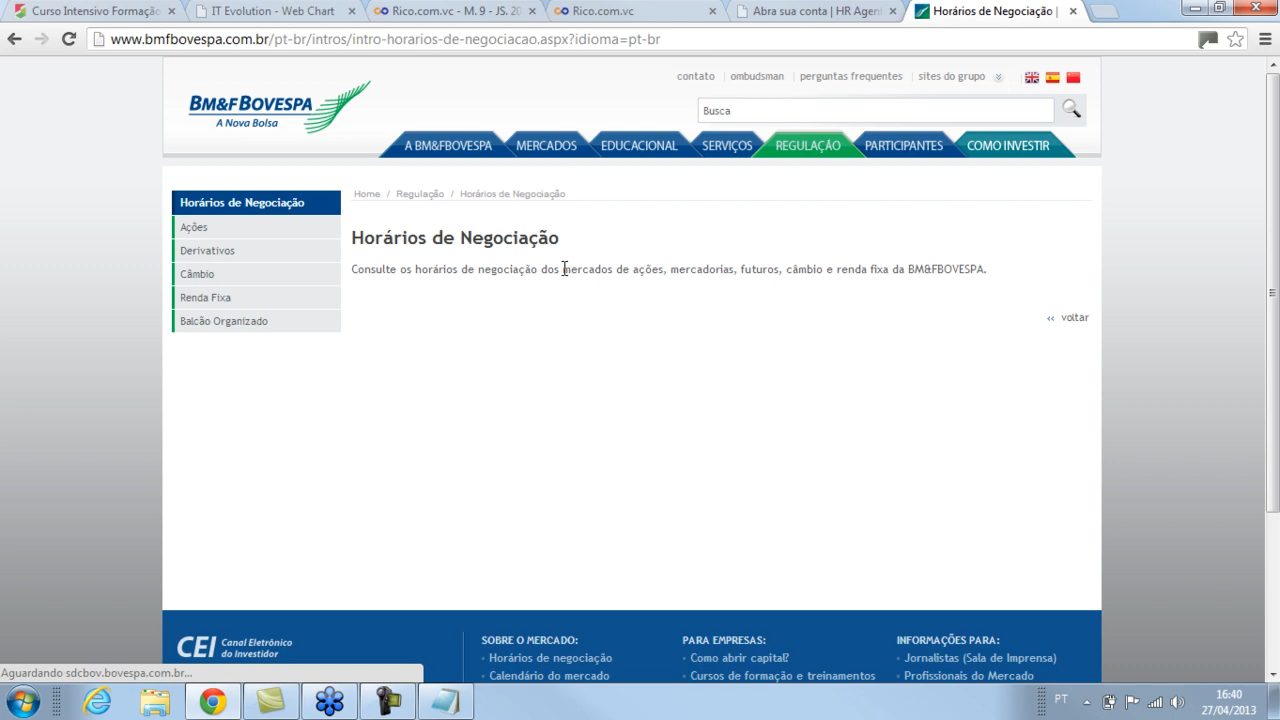 Curso Intensivo Formação
IT Evolution - Web Chart
Rico.com.vc - M. 9 - JS. 20
Rico.com.vc
Abra sua conta | HR Agent
Horários de Negociação |
www.bmfbovespa.com.br/pt-br/intros/intro-horarios-de-negociacao.aspx?idioma=pt-br
contato | ombudsman | perguntas frequentes | sites do grupo
BM&FBOVESPA
A Nova Bolsa
Busca
A BM&FBOVESPA MERCADOS EDUCACIONAL SERVIÇOS REGULAÇÃO PARTICIPANTES COMO INVESTIR
Home / Regulação / Horários de Negociação
Horários de Negociação
Ações
Derivativos
Câmbio
Renda Fixa
Balcão Organizado
Horários de Negociação
Consulte os horários de negociação dos mercados de ações, mercadorias, futuros, câmbio e renda fixa da BM&FBOVESPA.
‹‹ voltar
CEI Canal Eletrônico
do Investidor
SOBRE O MERCADO:
Horários de negociação
Calendário do mercado
PARA EMPRESAS:
Como abrir capital?
Cursos de formação e treinamentos
INFORMAÇÕES PARA:
Jornalistas (Sala de Imprensa)
Profissionais do Mercado
Aguardando sdcbov.bovespa.com.br...
PT
16:40
27/04/2013